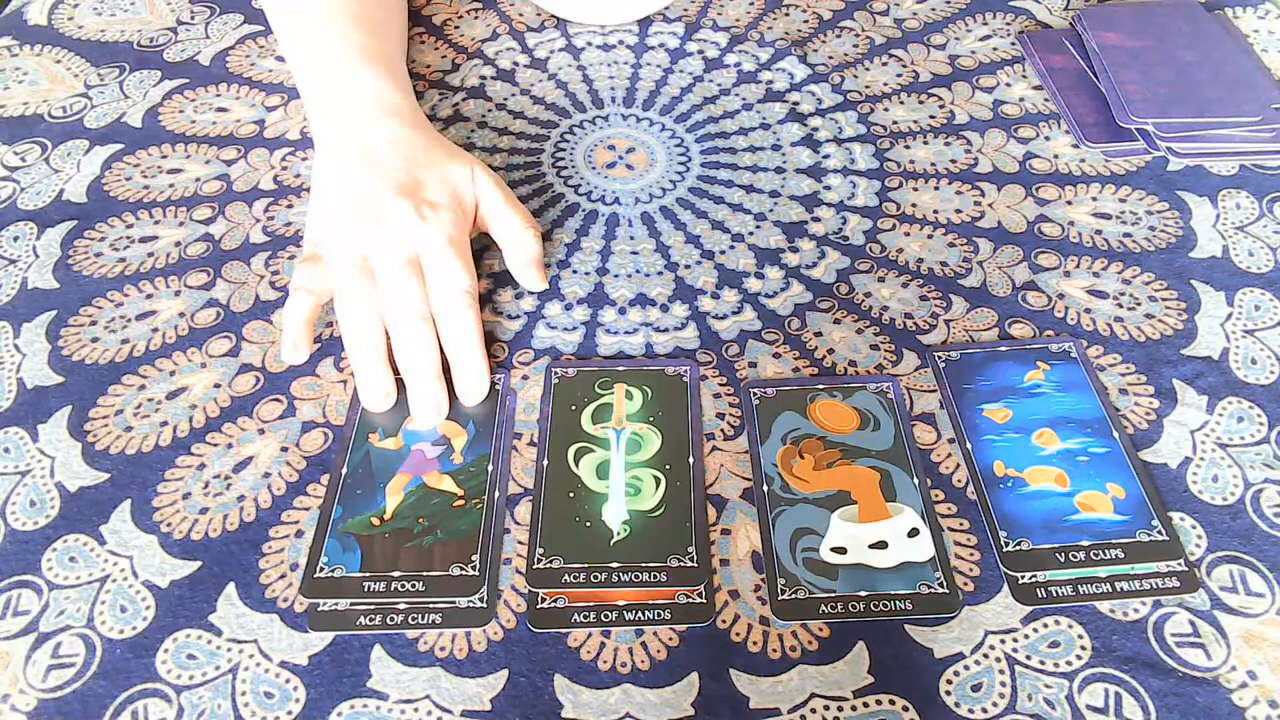 THE FOOL
ACE OF CUPS
ACE OF SWORDS
ACE OF WANDS
ACE OF COINS
V OF CUPS
II THE HIGH PRIESTESS